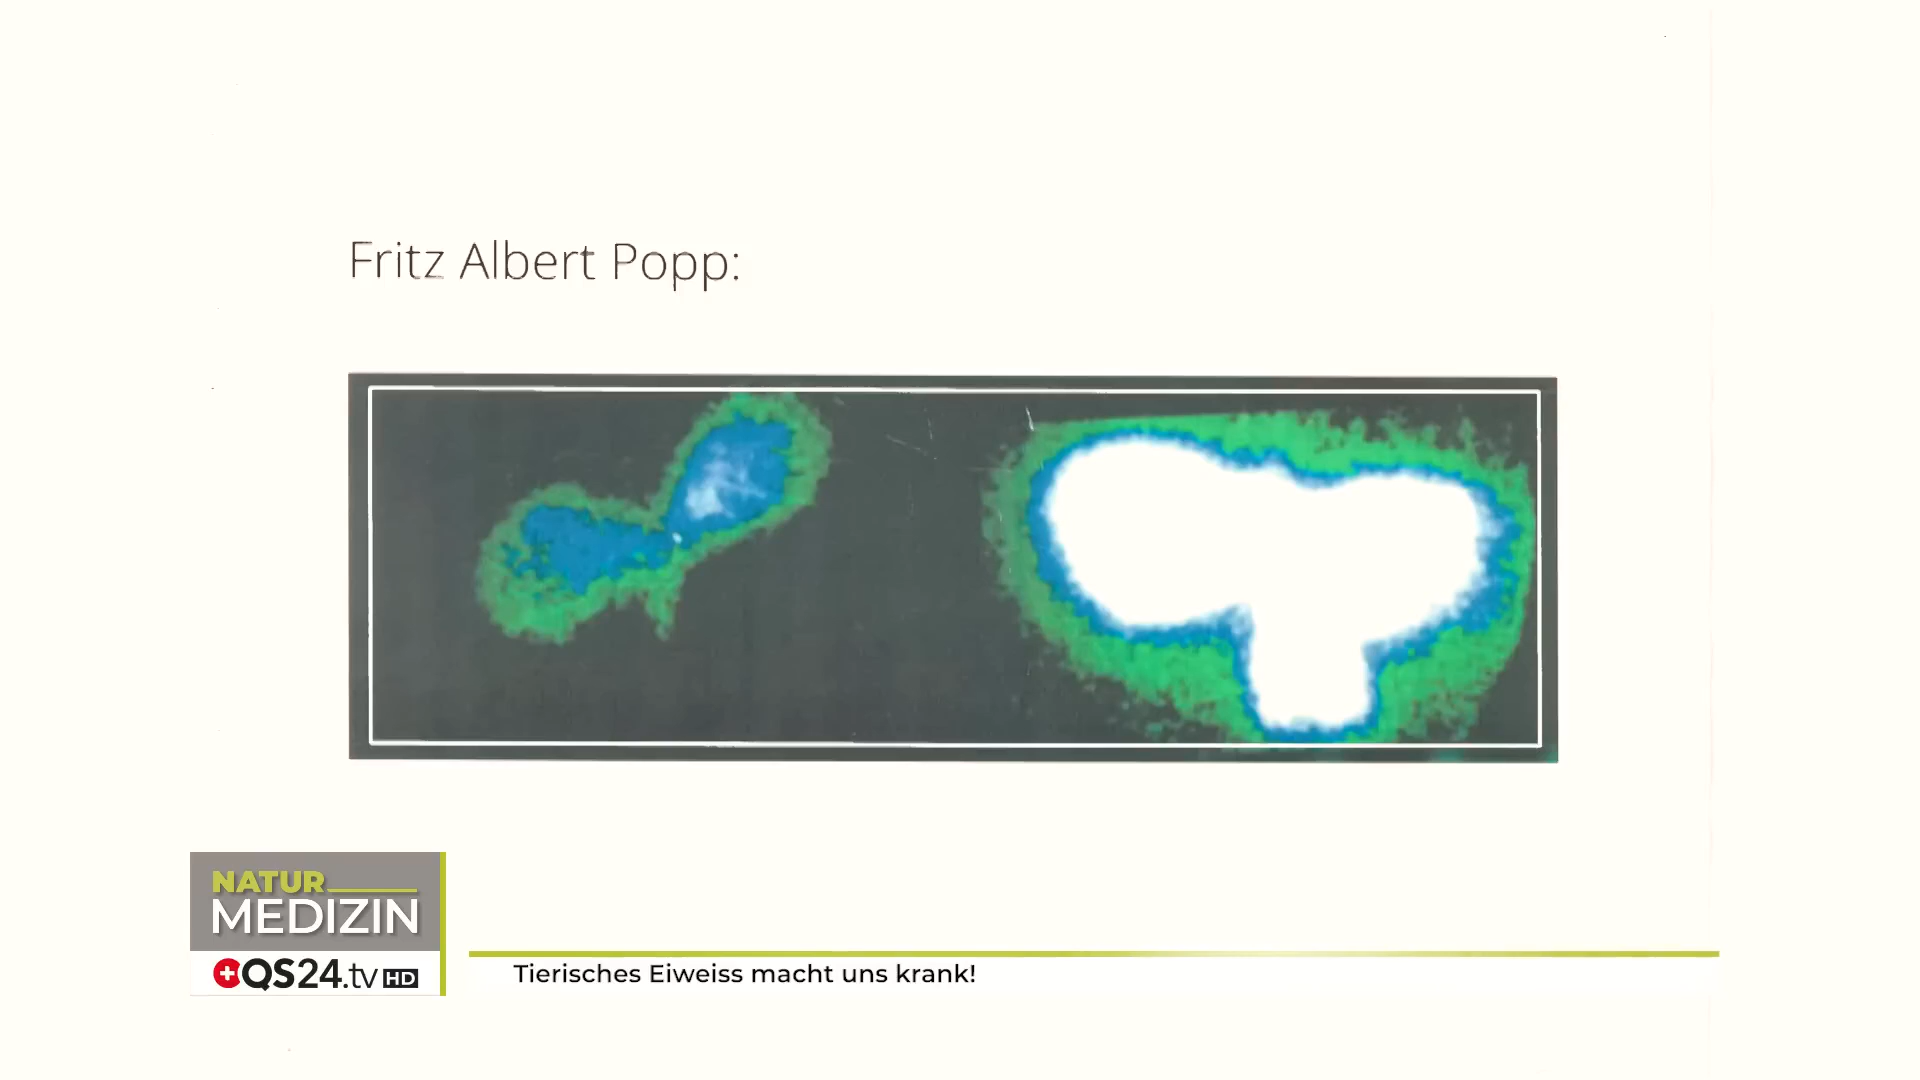 Fritz Albert Popp:
NATUR
MEDIZIN
QS24.tv HD
Tierisches Eiweiss macht uns krank!